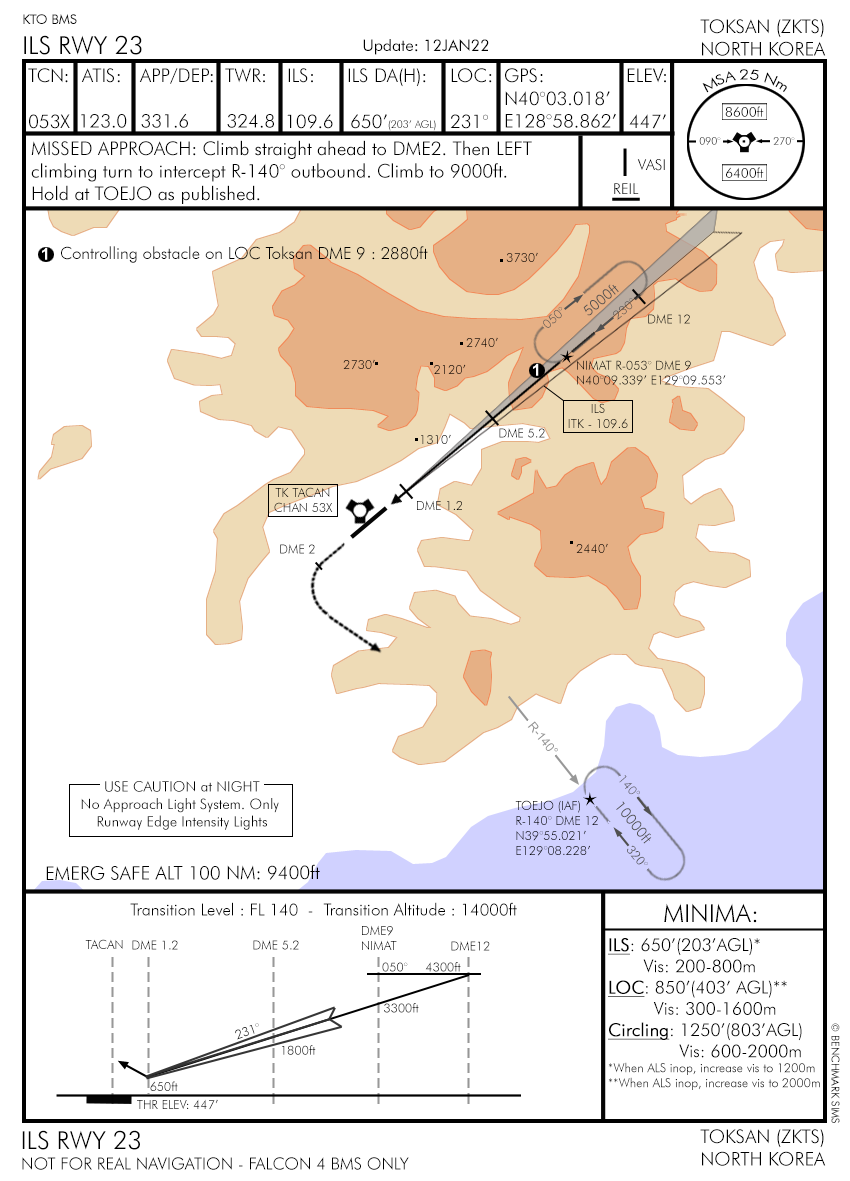 KTO BMS
ILS RWY 23
Update: 12JAN22
TOKSAN (ZKTS)
NORTH KOREA
TCN:
053X
ATIS:
123.0
APP/DEP:
331.6
TWR:
324.8
ILS:
109.6
ILS DA(H):
650'(203' AGL)
LOC:
231°
GPS:
N40°03.018'
E128°58.862'
ELEV:
447'
MSA 25 Nm
8600ft
090°
270°
6400ft
MISSED APPROACH: Climb straight ahead to DME2. Then LEFT
climbing turn to intercept R-140° outbound. Climb to 9000ft.
Hold at TOEJO as published.
VASI
REIL
1 Controlling obstacle on LOC Toksan DME 9 : 2880ft
3730'
050°
5000ft
230°
DME 12
2740'
2730'
2120'
1
NIMAT R-053° DME 9
N40°09.339' E129°09.553'
ILS
ITK - 109.6
DME 5.2
1310'
TK TACAN
CHAN 53X
DME 1.2
DME 2
2440'
R-140°
140°
10000ft
320°
TOEJO (IAF)
R-140° DME 12
N39°55.021'
E129°08.228'
USE CAUTION at NIGHT
No Approach Light System. Only
Runway Edge Intensity Lights
EMERG SAFE ALT 100 NM: 9400ft
Transition Level : FL 140 - Transition Altitude : 14000ft
TACAN
DME 1.2
DME 5.2
DME9
NIMAT
DME12
050°
4300ft
3300ft
231°
1800ft
650ft
THR ELEV: 447'
MINIMA:
ILS: 650'(203'AGL)*
Vis: 200-800m
LOC: 850'(403' AGL)**
Vis: 300-1600m
Circling: 1250'(803'AGL)
Vis: 600-2000m
*When ALS inop, increase vis to 1200m
**When ALS inop, increase vis to 2000m
© BENCHMARK SIMS
ILS RWY 23
NOT FOR REAL NAVIGATION - FALCON 4 BMS ONLY
TOKSAN (ZKTS)
NORTH KOREA